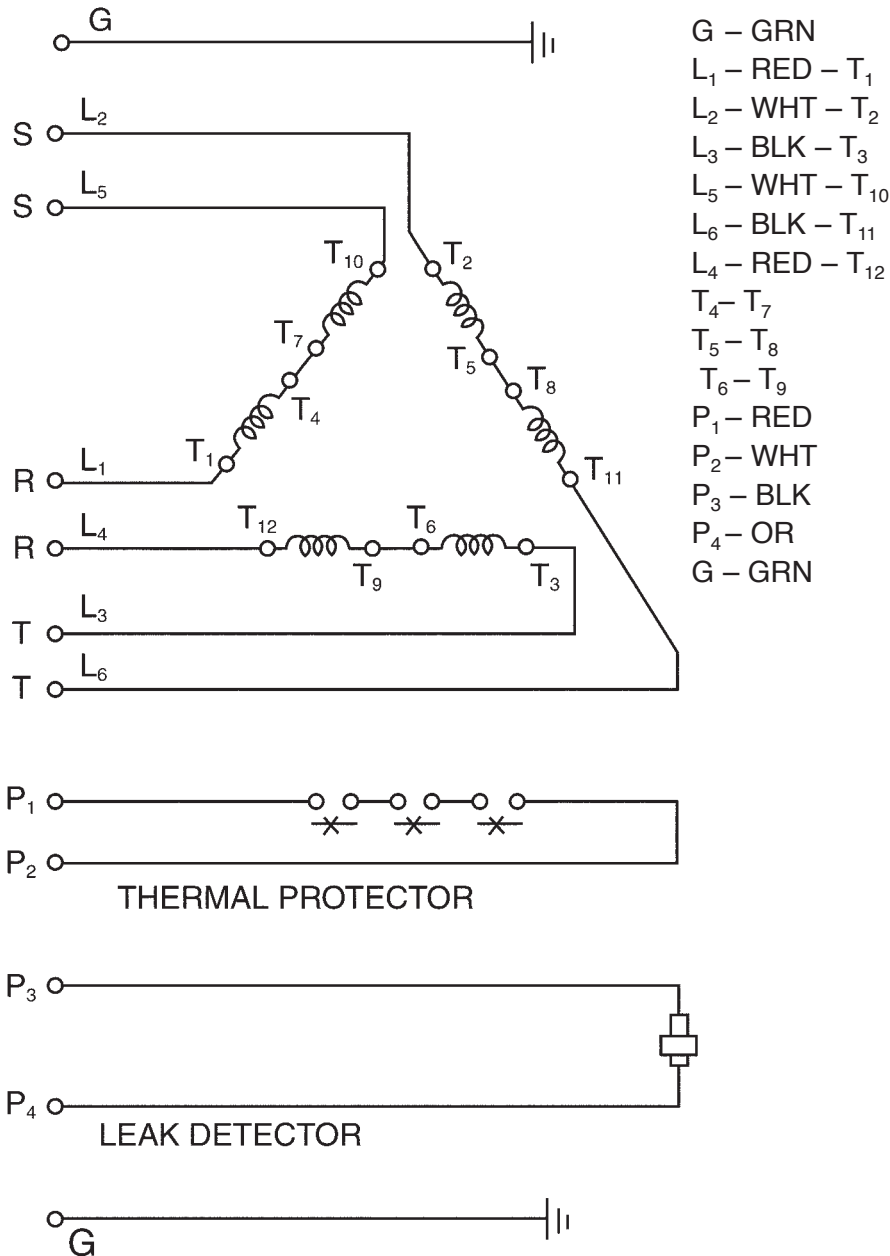 G
S L₂
S L₅
T₁₀ T₂
T₇ T₅ T₈
T₄
T₁ T₁₁
R L₁
R L₄ T₁₂ T₆
T₉ T₃
T L₃
T L₆
P₁
P₂
THERMAL PROTECTOR
P₃
P₄
LEAK DETECTOR
G
G – GRN
L₁ – RED – T₁
L₂ – WHT – T₂
L₃ – BLK – T₃
L₅ – WHT – T₁₀
L₆ – BLK – T₁₁
L₄ – RED – T₁₂
T₄– T₇
T₅ – T₈
T₆ – T₉
P₁ – RED
P₂ – WHT
P₃ – BLK
P₄ – OR
G – GRN